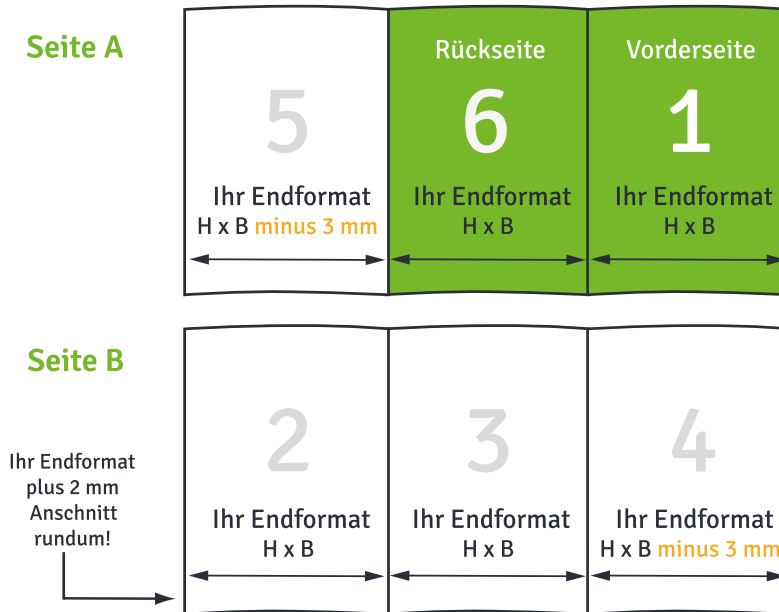 Seite A
Rückseite
Vorderseite
5
6
1
Ihr Endformat
H x B minus 3 mm
Ihr Endformat
H x B
Ihr Endformat
H x B
Seite B
2
3
4
Ihr Endformat
plus 2 mm
Anschnitt
rundum!
Ihr Endformat
H x B
Ihr Endformat
H x B
Ihr Endformat
H x B minus 3 mm